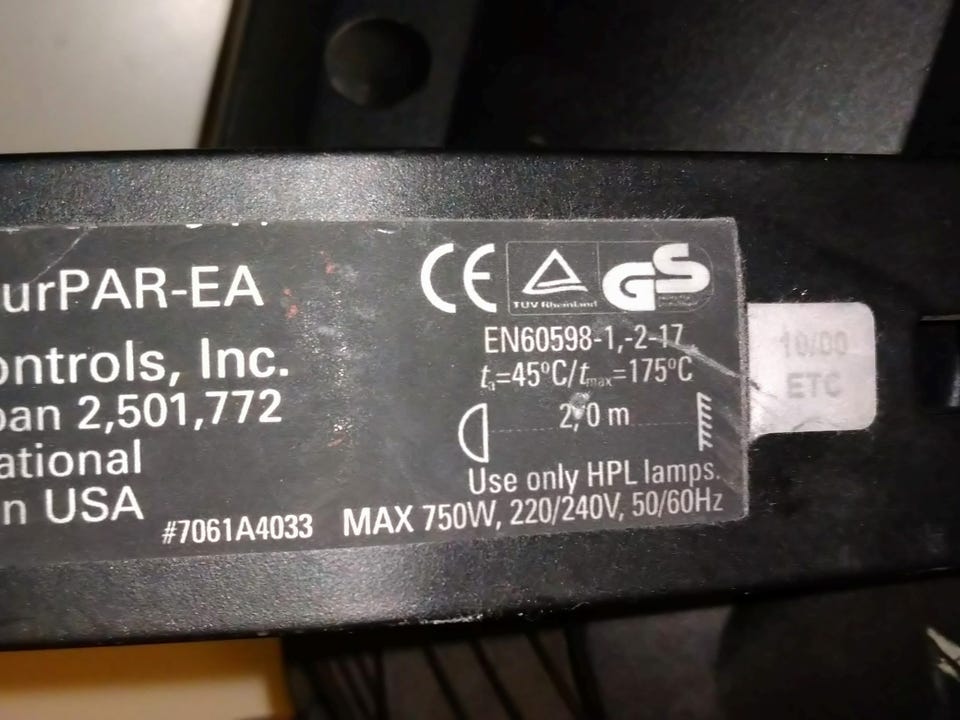 urPAR-EA
ontrols, Inc.
pan 2,501,772
ational
n USA
#7061A4033
CE
TÜV Rheinland
GS
EN60598-1,-2-17
ta=45°C/tmax=175°C
2,0 m
Use only HPL lamps.
MAX 750W, 220/240V, 50/60Hz
10/00
ETC